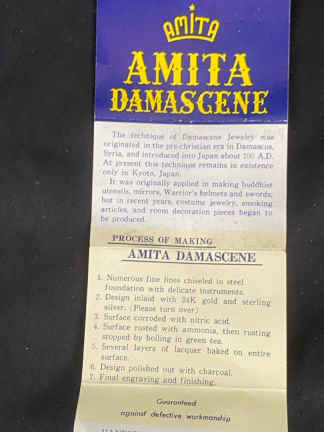 AMITA
AMITA
DAMASCENE
The technique of Damascene Jewelry was
originated in the pre-christian era in Damascus,
Syria, and introduced into Japan about 700 A.D.
At present this technique remains in existence
only in Kyoto, Japan.
It was originally applied in making buddhist
utensils, mirrors, Warrior's helmets and swords;
but in recent years, costume jewelry, smoking
articles, and room decoration pieces began to
be produced.
PROCESS OF MAKING
AMITA DAMASCENE
1. Numerous fine lines chiseled in steel
foundation with delicate instruments.
2. Design inlaid with 24K gold and sterling
silver. (Please turn over)
3. Surface corroded with nitric acid.
4. Surface rusted with ammonia, then rusting
stopped by boiling in green tea.
5. Several layers of lacquer baked on entire
surface.
6. Design polished out with charcoal.
7. Final engraving and finishing.
Guaranteed
against defective workmanship